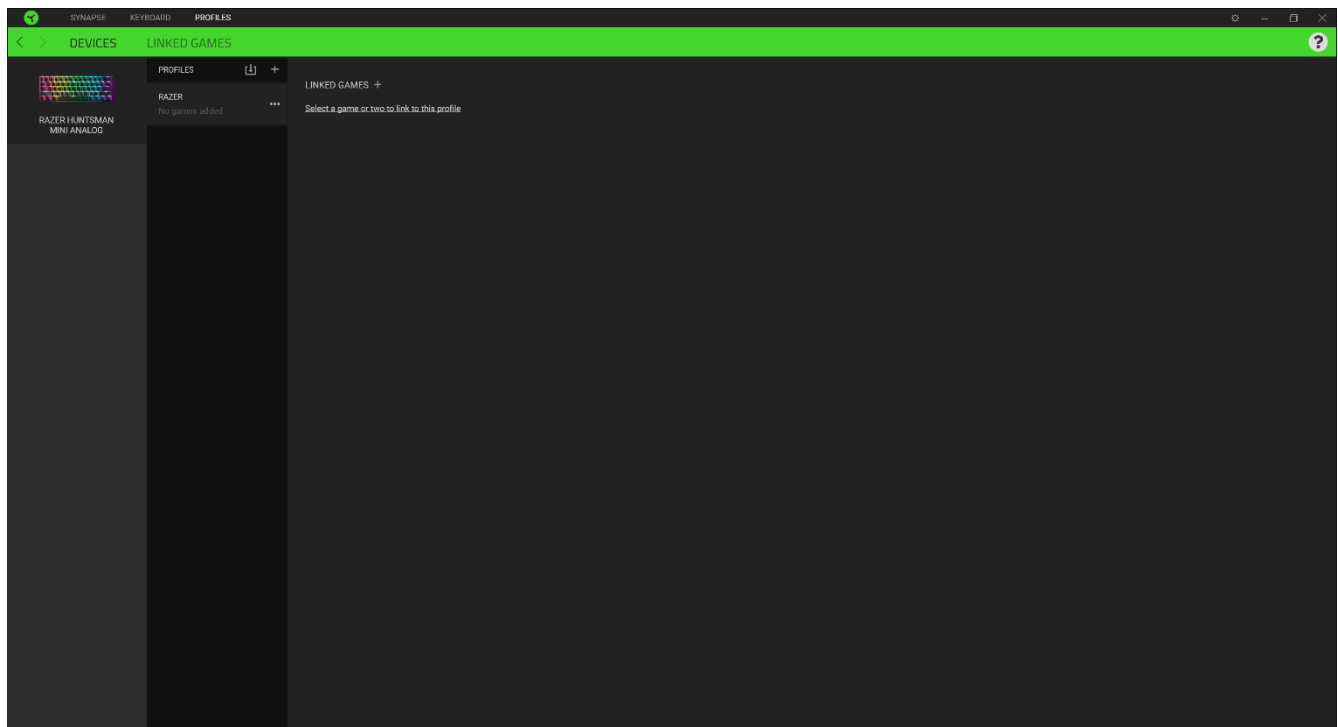 SYNAPSE KEYBOARD PROFILES
DEVICES LINKED GAMES
?
RAZER HUNTSMAN
MINI ANALOG
PROFILES +
RAZER
No games added
LINKED GAMES +
Select a game or two to link to this profile